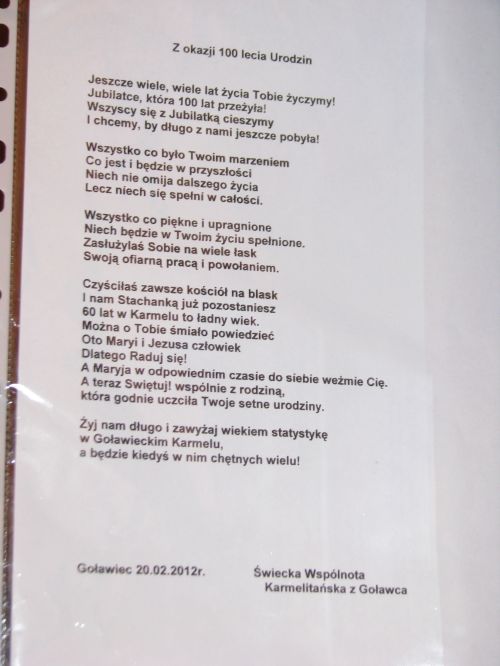 Z okazji 100 lecia Urodzin
Jeszcze wiele, wiele lat życia Tobie życzymy!
Jubilatce, która 100 lat przeżyła!
Wszyscy się z Jubilatką cieszymy
I chcemy, by długo z nami jeszcze pobyła!
Wszystko co było Twoim marzeniem
Co jest i będzie w przyszłości
Niech nie omija dalszego życia
Lecz niech się spełni w całości.
Wszystko co piękne i upragnione
Niech będzie w Twoim życiu spełnione.
Zasłużyłaś Sobie na wiele łask
Swoją ofiarną pracą i powołaniem.
Czyściłaś zawsze kościół na blask
I nam Stachanką już pozostaniesz
60 lat w Karmelu to ładny wiek.
Można o Tobie śmiało powiedzieć
Oto Maryi i Jezusa człowiek
Dlatego Raduj się!
A Maryja w odpowiednim czasie do siebie weźmie Cię.
A teraz Świętuj! wspólnie z rodziną,
która godnie uczciła Twoje setne urodziny.
Żyj nam długo i zawyżaj wiekiem statystykę
w Goławieckim Karmelu,
a będzie kiedyś w nim chętnych wielu!
Goławiec 20.02.2012r.
Świecka Wspólnota
Karmelitańska z Goławca